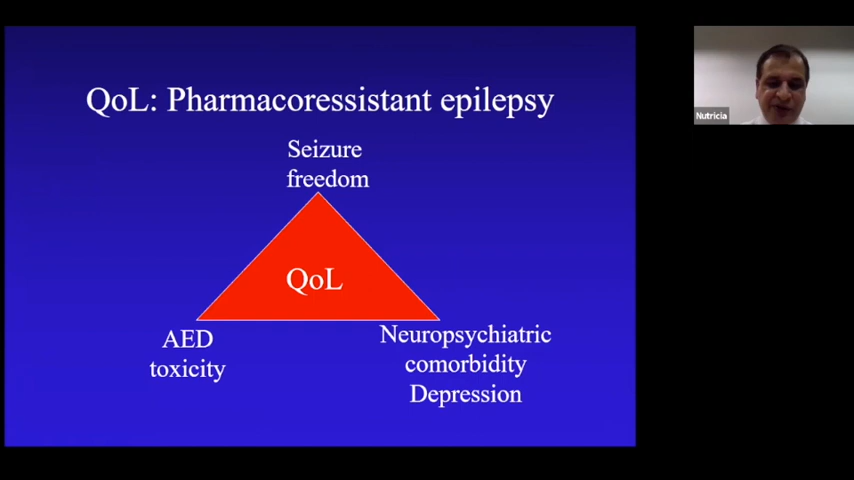 QoL: Pharmacoressistant epilepsy
Seizure
freedom
QoL
AED
toxicity
Neuropsychiatric
comorbidity
Depression
Nutricia